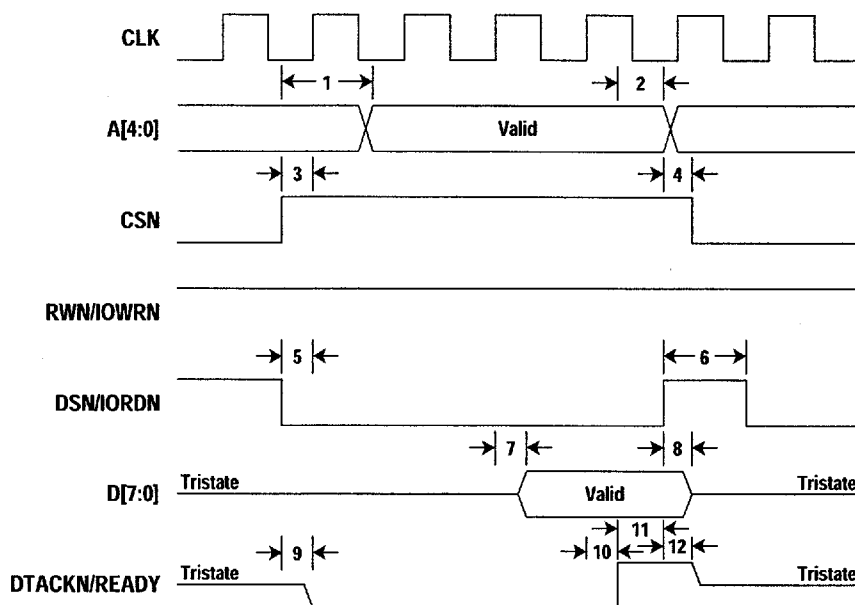 CLK
1
2
A[4:0]
Valid
3
4
CSN
RWN/IOWRN
5
6
DSN/IORDN
7
8
Tristate
Tristate
D[7:0]
Valid
11
9
10
12
Tristate
Tristate
DTACKN/READY